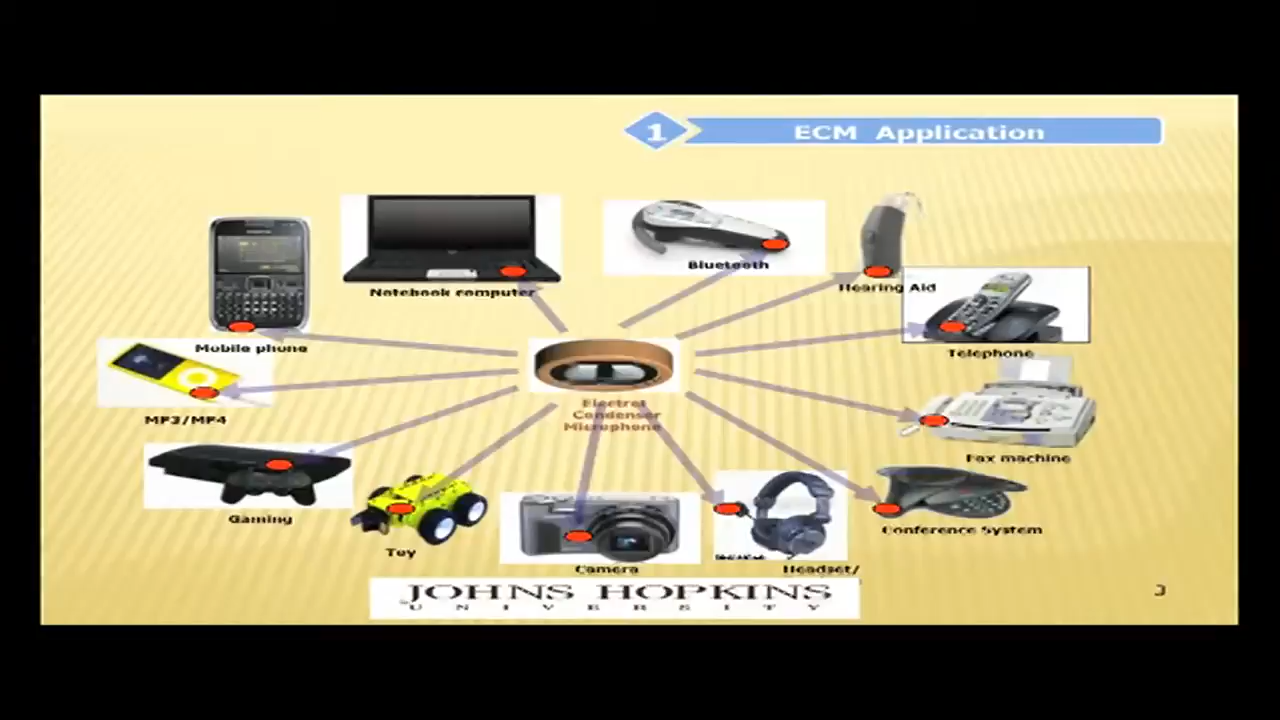 1 ECM Application
Bluetooth
Hearing Aid
Notebook computer
Mobile phone
Telephone
MP3/MP4
Electret
Condenser
Microphone
Fax machine
Gaming
Conference System
Toy
Camera
Headset/
JOHNS HOPKINS
UNIVERSITY
3